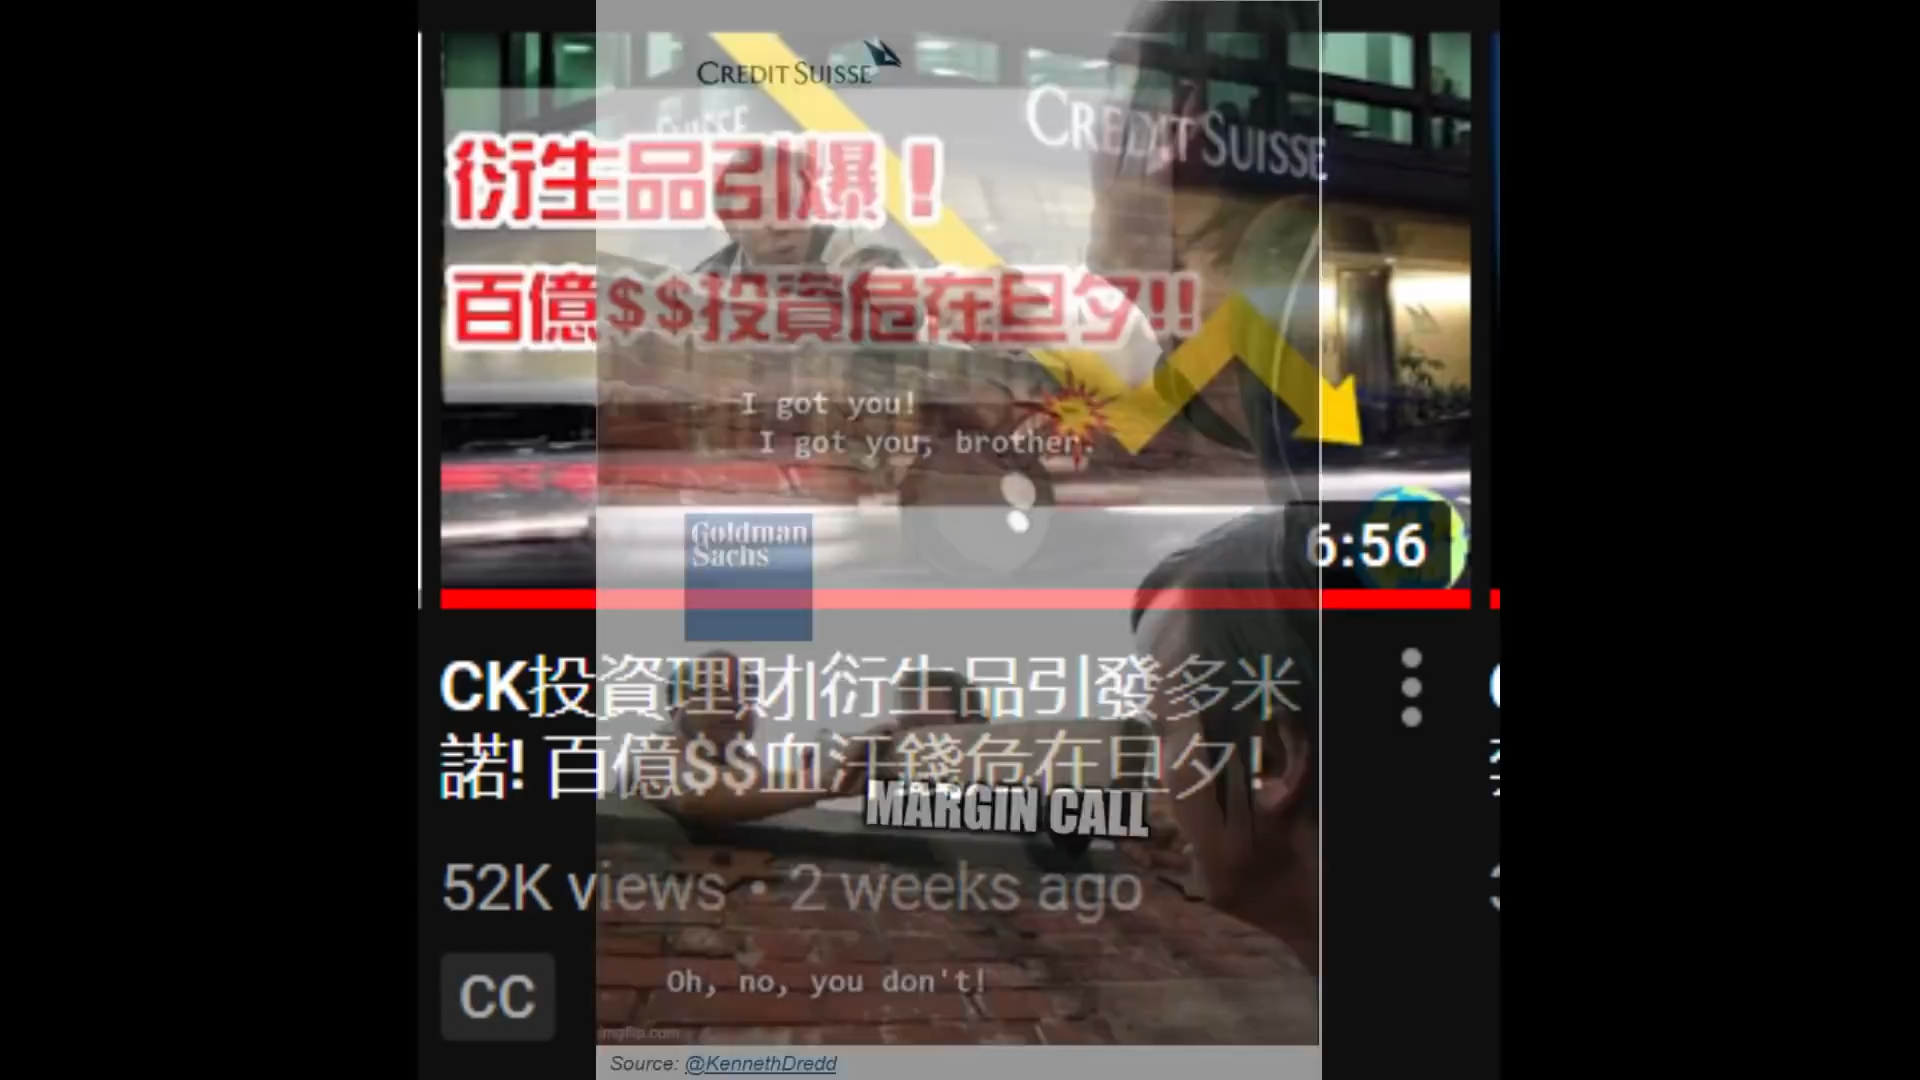 CREDIT SUISSE
SUISSE
CREDIT SUISSE
衍生品引爆！
百億$$投資危在旦夕!!
I got you!
I got you, brother.
Goldman
Sachs
6:56
CK投資理財|衍生品引發多米
諾! 百億$$血汗錢危在旦夕!
MARGIN CALL
52K views • 2 weeks ago
CC
Oh, no, you don't!
imgflip.com
Source: @KennethDredd